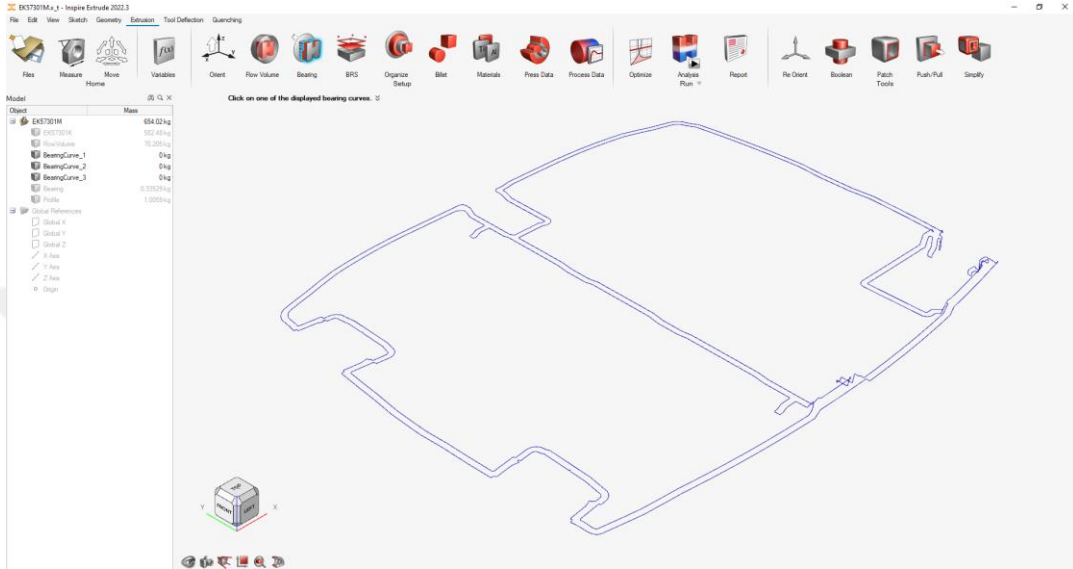 EK57301M.x_t - Inspire Extrude 2022.3
File Edit View Sketch Geometry Extrusion Tool Deflection Quenching
Files Measure Move Variables Orient Flow Volume Bearing BRS Organize Billet Materials Press Data Process Data Optimize Analysis Report Re Orient Boolean Patch Push/Pull Simplify
Home Setup Run Tools
Model
Click on one of the displayed bearing curves.
Object Mass
EK57301M 654.02 kg
EK57301K
Flow Volume
BearingCurve_1 0 kg
BearingCurve_2 0 kg
BearingCurve_3 0 kg
Bearing
Profile
Global References
Global X
Global Y
Global Z
X Axis
Y Axis
Z Axis
Origin
TOP
FRONT LEFT
Y X